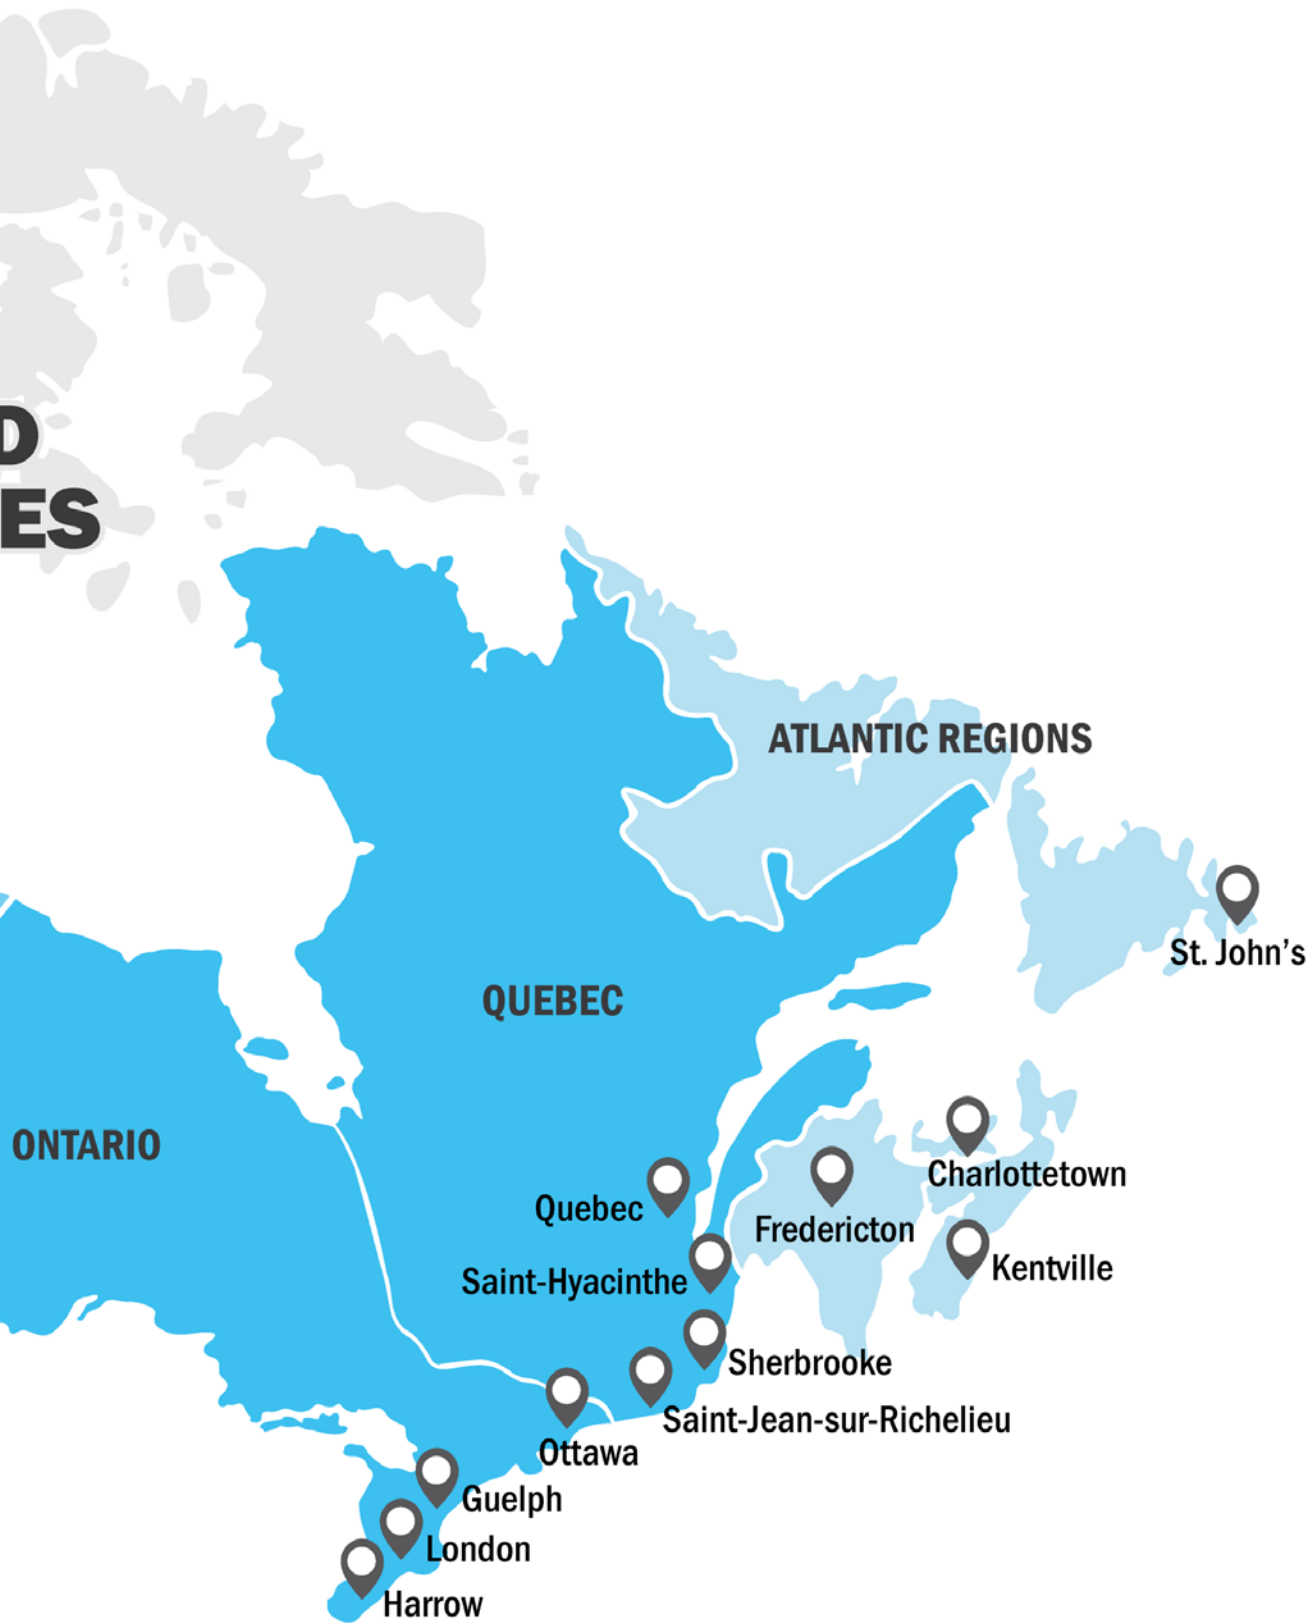 D
ES
ATLANTIC REGIONS
St. John’s
QUEBEC
ONTARIO
Charlottetown
Quebec
Fredericton
Kentville
Saint-Hyacinthe
Sherbrooke
Saint-Jean-sur-Richelieu
Ottawa
Guelph
London
Harrow